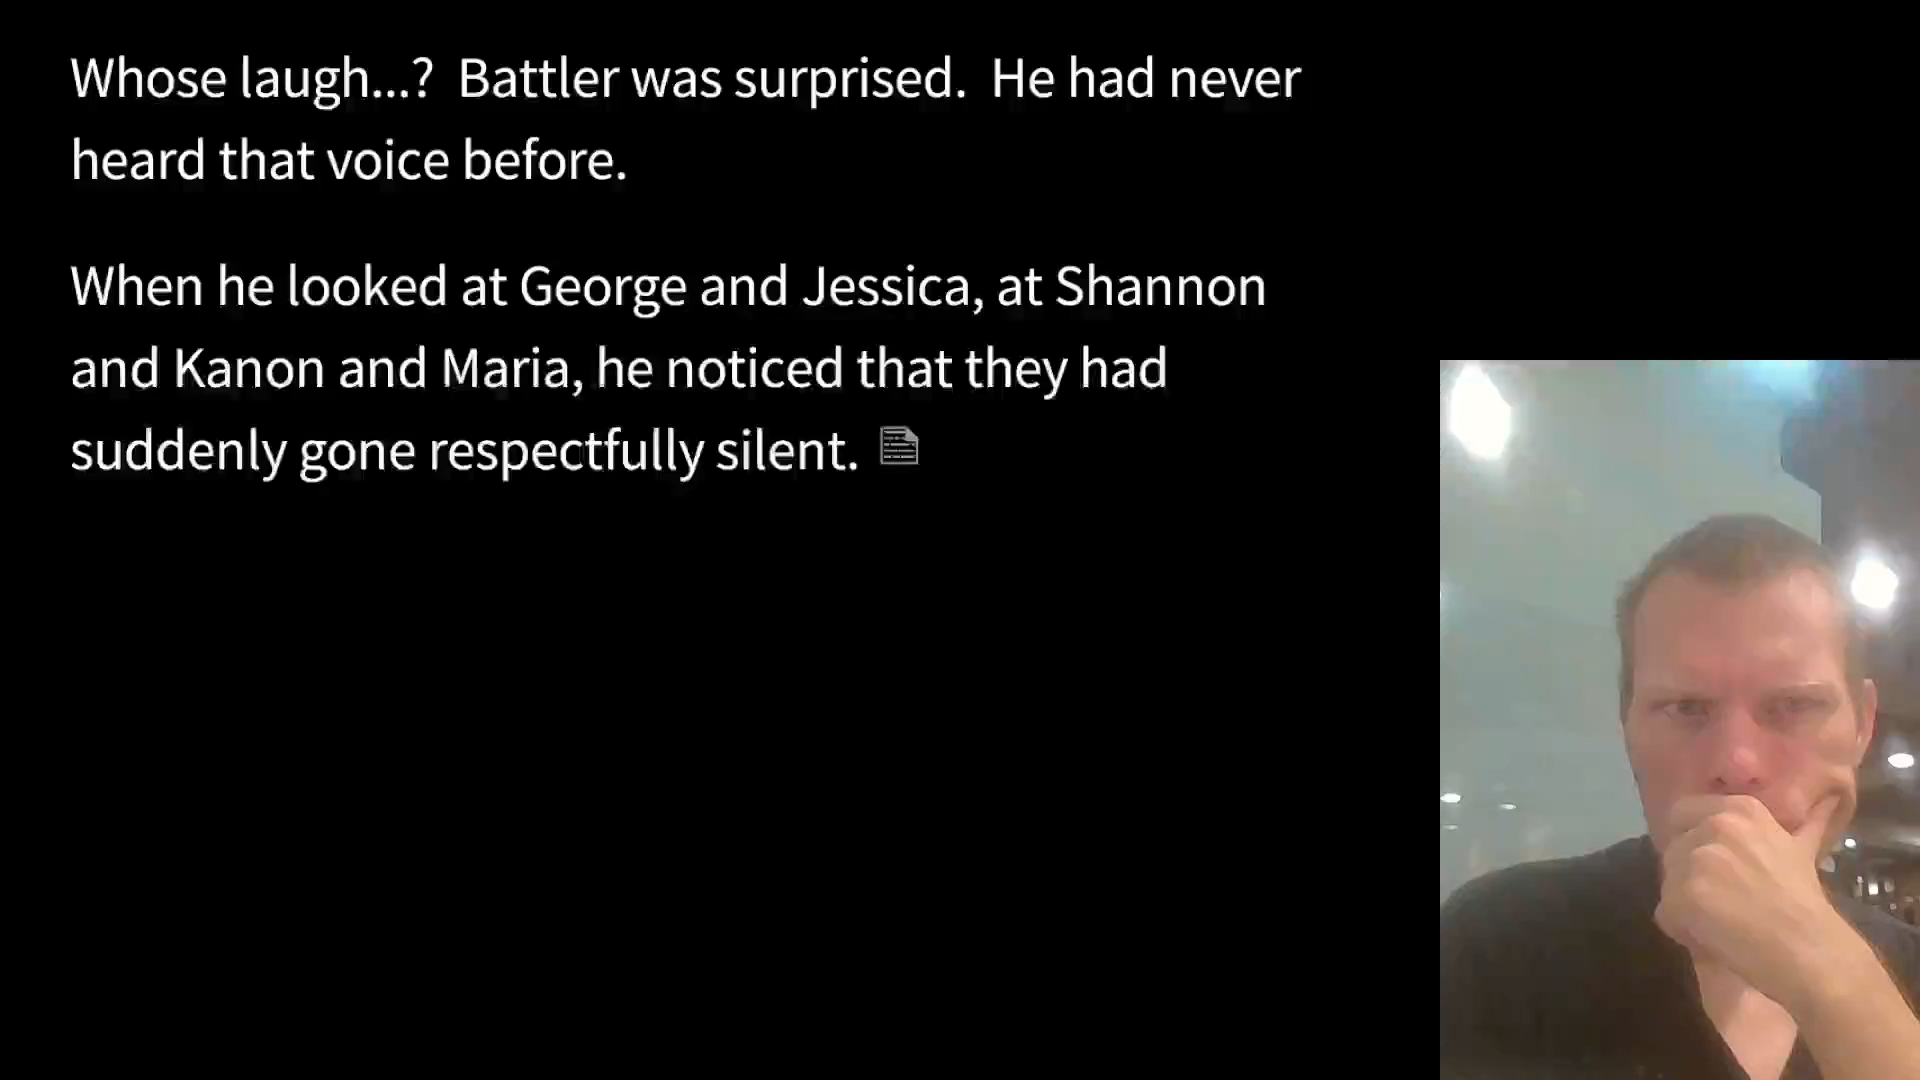 Whose laugh...?  Battler was surprised.  He had never
heard that voice before.
When he looked at George and Jessica, at Shannon
and Kanon and Maria, he noticed that they had
suddenly gone respectfully silent.